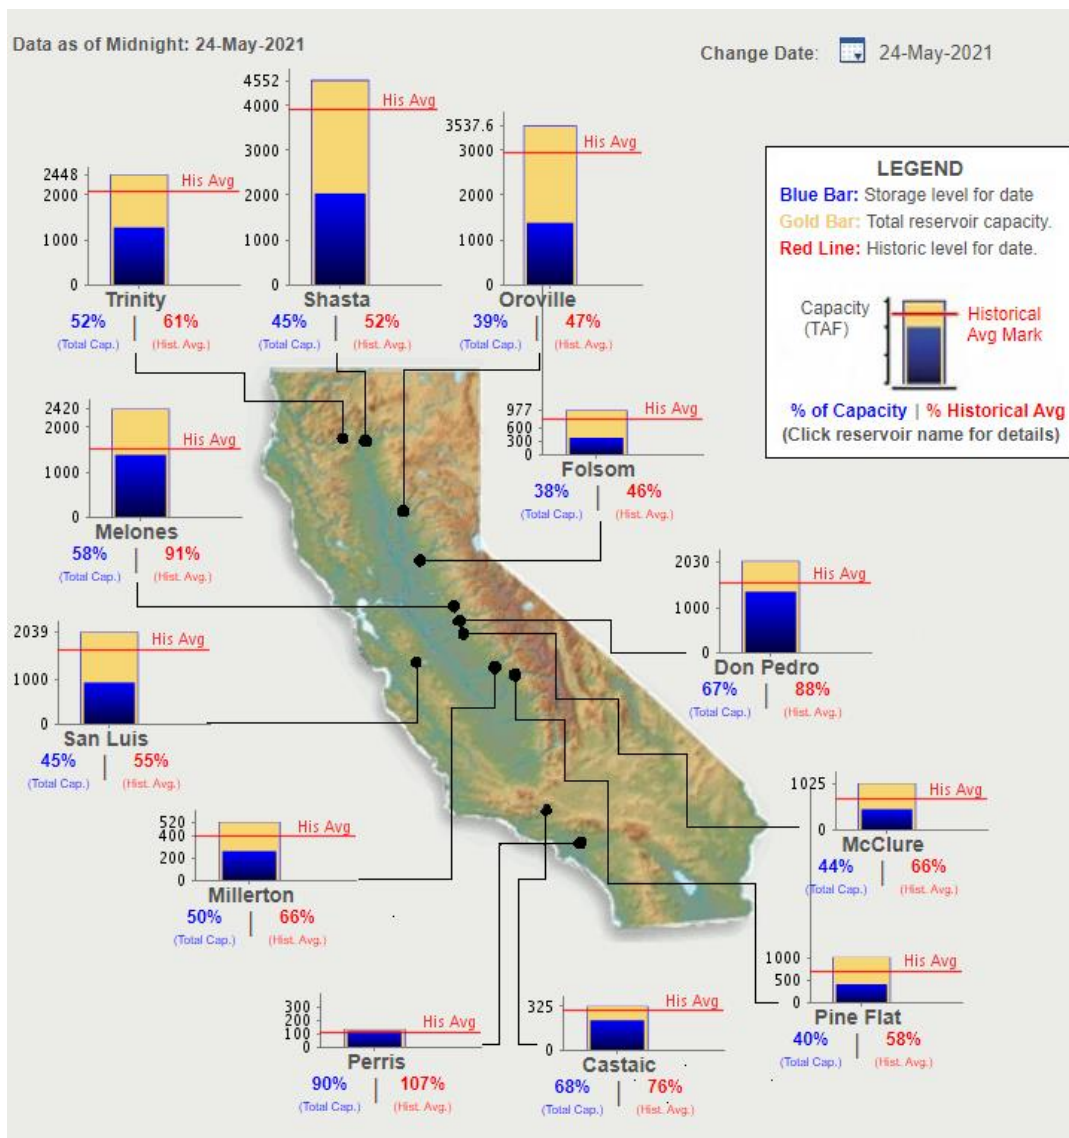 Data as of Midnight: 24-May-2021
Change Date: 24-May-2021
4552
4000
3000
2000
1000
0
His Avg
Shasta
45% | 52%
(Total Cap.) (Hist. Avg.)
3537.6
3000
2000
1000
0
His Avg
Oroville
39% | 47%
(Total Cap.) (Hist. Avg.)
2448
2000
1000
0
His Avg
Trinity
52% | 61%
(Total Cap.) (Hist. Avg.)
LEGEND
Blue Bar: Storage level for date
Gold Bar: Total reservoir capacity.
Red Line: Historic level for date.
Capacity
(TAF)
Historical
Avg Mark
% of Capacity | % Historical Avg
(Click reservoir name for details)
2420
2000
1000
0
His Avg
Melones
58% | 91%
(Total Cap.) (Hist. Avg.)
977
600
300
0
His Avg
Folsom
38% | 46%
(Total Cap.) (Hist. Avg.)
2030
1000
0
His Avg
Don Pedro
67% | 88%
(Total Cap.) (Hist. Avg.)
2039
1000
0
His Avg
San Luis
45% | 55%
(Total Cap.) (Hist. Avg.)
1025
0
His Avg
McClure
44% | 66%
(Total Cap.) (Hist. Avg.)
520
400
200
0
His Avg
Millerton
50% | 66%
(Total Cap.) (Hist. Avg.)
1000
500
0
His Avg
Pine Flat
40% | 58%
(Total Cap.) (Hist. Avg.)
300
200
100
0
His Avg
Perris
90% | 107%
(Total Cap.) (Hist. Avg.)
325
0
His Avg
Castaic
68% | 76%
(Total Cap.) (Hist. Avg.)